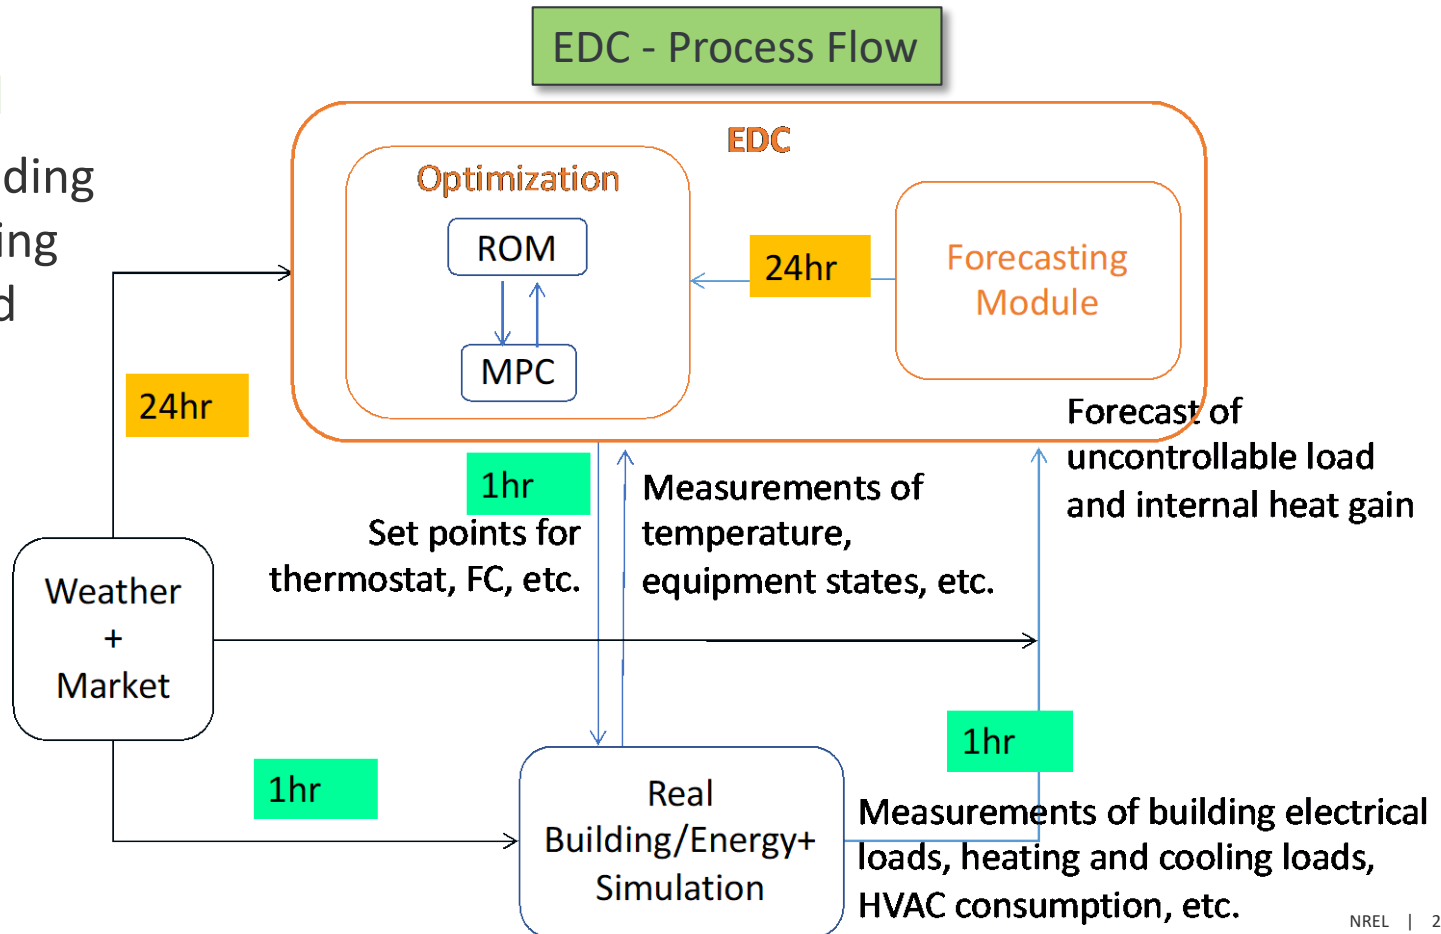 EDC - Process Flow
EDC
Optimization
ROM
MPC
24hr
Forecasting
Module
24hr
1hr
Set points for
thermostat, FC, etc.
Measurements of
temperature,
equipment states, etc.
Forecast of
uncontrollable load
and internal heat gain
Weather
+
Market
1hr
1hr
Real
Building/Energy+
Simulation
Measurements of building electrical
loads, heating and cooling loads,
HVAC consumption, etc.
NREL | 2